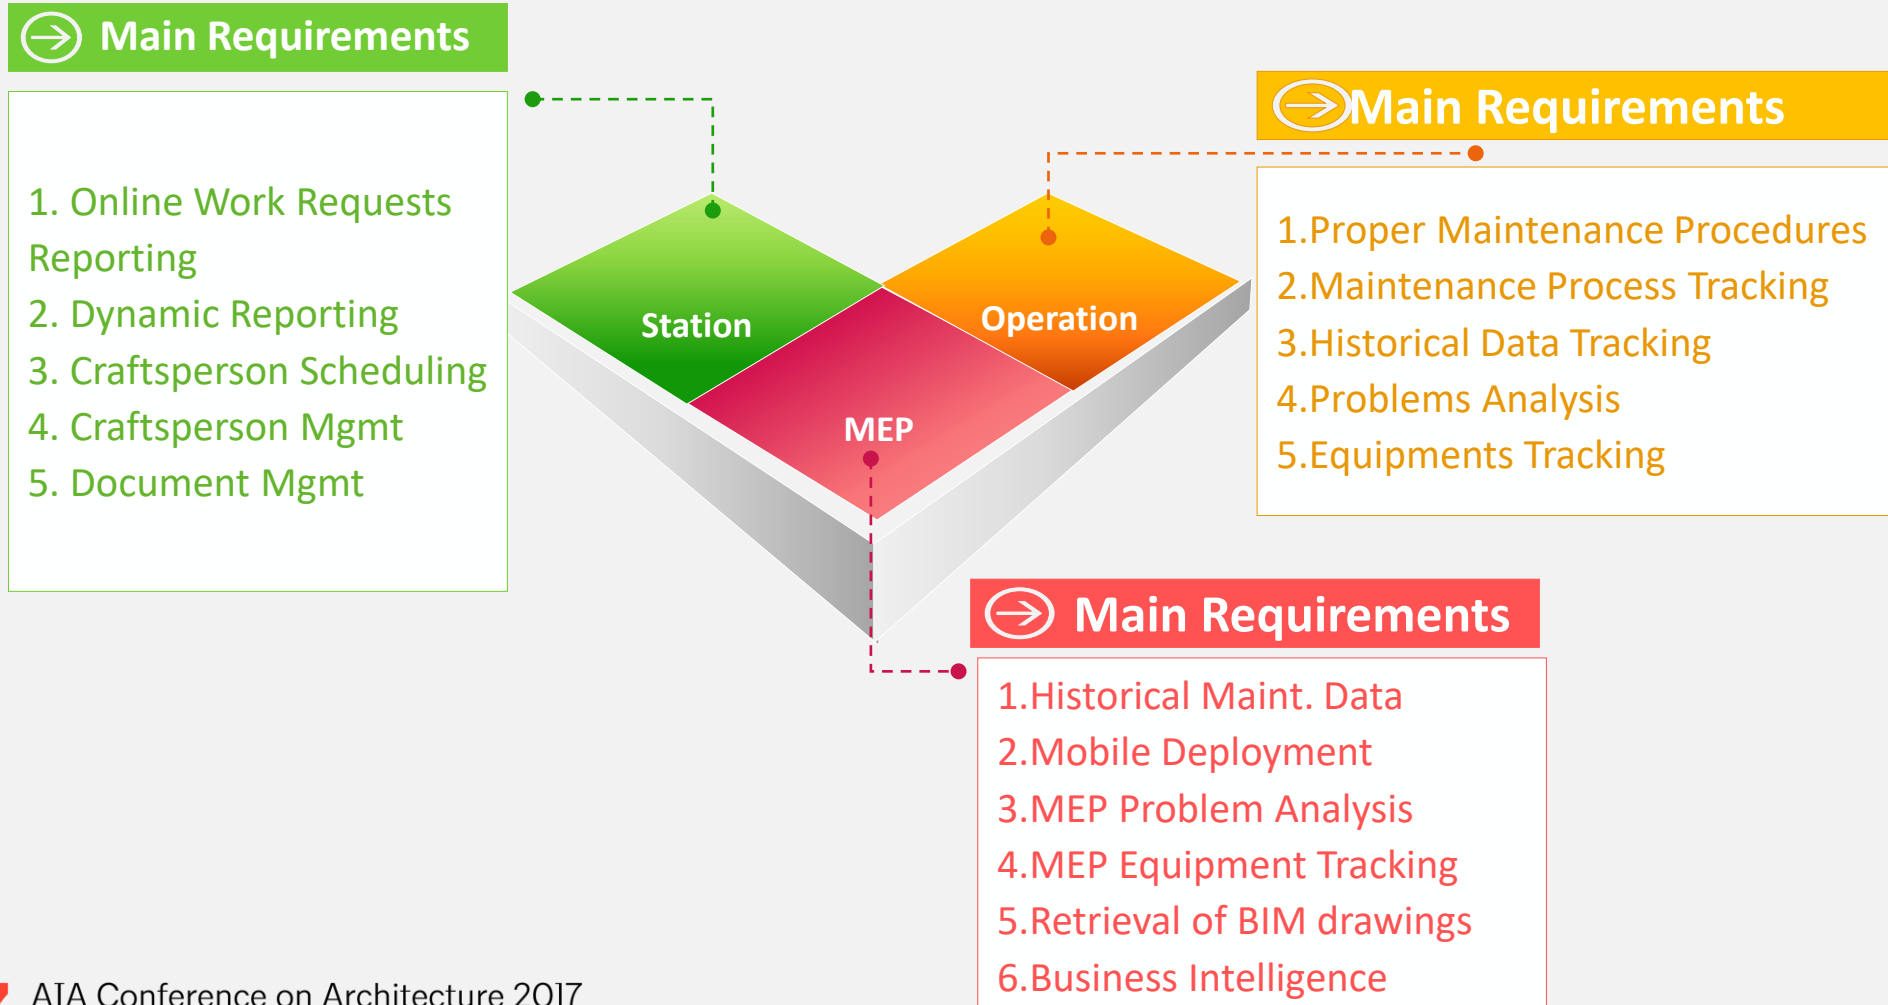 Main Requirements
1. Online Work Requests
Reporting
2. Dynamic Reporting
3. Craftsperson Scheduling
4. Craftsperson Mgmt
5. Document Mgmt
Station
Operation
MEP
Main Requirements
1.Proper Maintenance Procedures
2.Maintenance Process Tracking
3.Historical Data Tracking
4.Problems Analysis
5.Equipments Tracking
Main Requirements
1.Historical Maint. Data
2.Mobile Deployment
3.MEP Problem Analysis
4.MEP Equipment Tracking
5.Retrieval of BIM drawings
6.Business Intelligence
AIA Conference on Architecture 2017